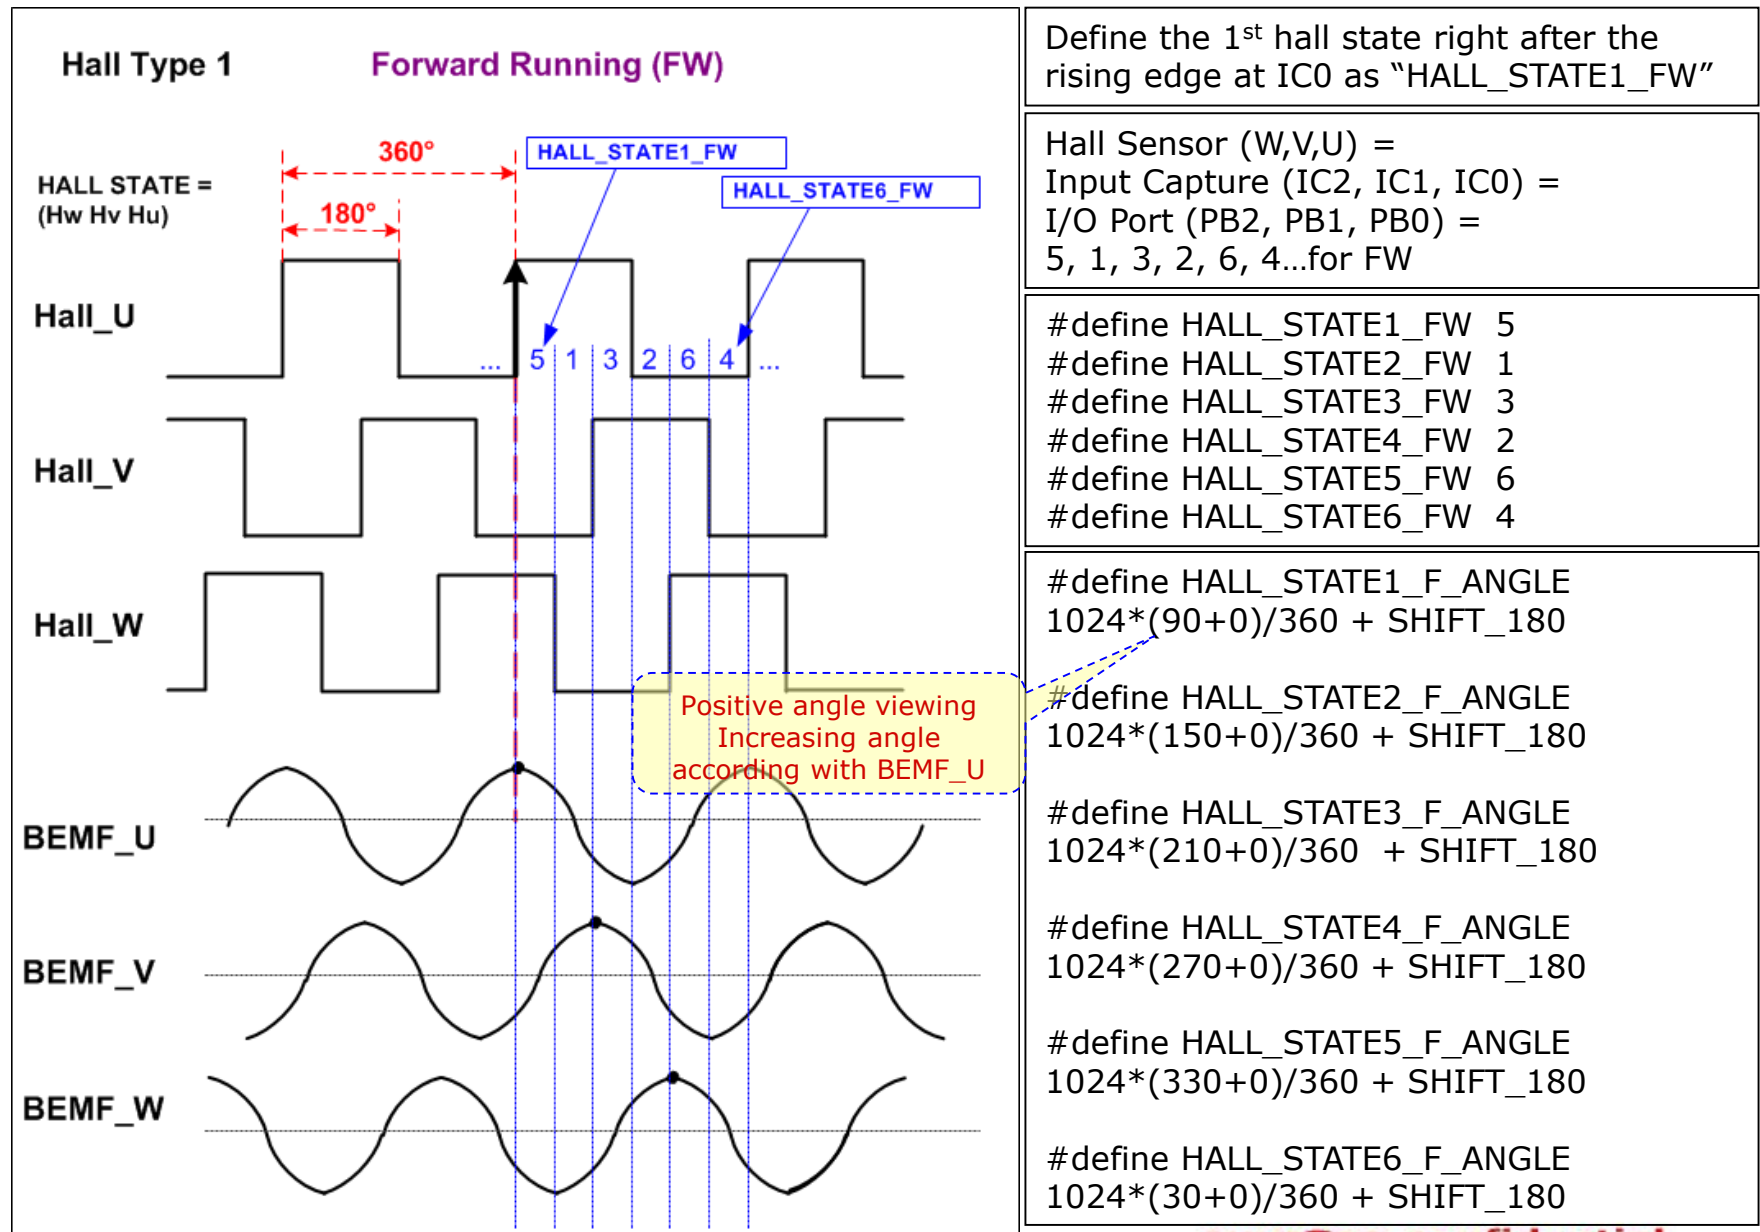 Hall Type 1
Forward Running (FW)
HALL STATE =
(Hw Hv Hu)
360°
180°
HALL_STATE1_FW
HALL_STATE6_FW
Hall_U
... 5 1 3 2 6 4 ...
Hall_V
Hall_W
BEMF_U
BEMF_V
BEMF_W
Define the 1st hall state right after the
rising edge at IC0 as “HALL_STATE1_FW”
Hall Sensor (W,V,U) =
Input Capture (IC2, IC1, IC0) =
I/O Port (PB2, PB1, PB0) =
5, 1, 3, 2, 6, 4...for FW
#define HALL_STATE1_FW 5
#define HALL_STATE2_FW 1
#define HALL_STATE3_FW 3
#define HALL_STATE4_FW 2
#define HALL_STATE5_FW 6
#define HALL_STATE6_FW 4
#define HALL_STATE1_F_ANGLE
1024*(90+0)/360 + SHIFT_180
#define HALL_STATE2_F_ANGLE
1024*(150+0)/360 + SHIFT_180
#define HALL_STATE3_F_ANGLE
1024*(210+0)/360 + SHIFT_180
#define HALL_STATE4_F_ANGLE
1024*(270+0)/360 + SHIFT_180
#define HALL_STATE5_F_ANGLE
1024*(330+0)/360 + SHIFT_180
#define HALL_STATE6_F_ANGLE
1024*(30+0)/360 + SHIFT_180
Positive angle viewing
Increasing angle
according with BEMF_U